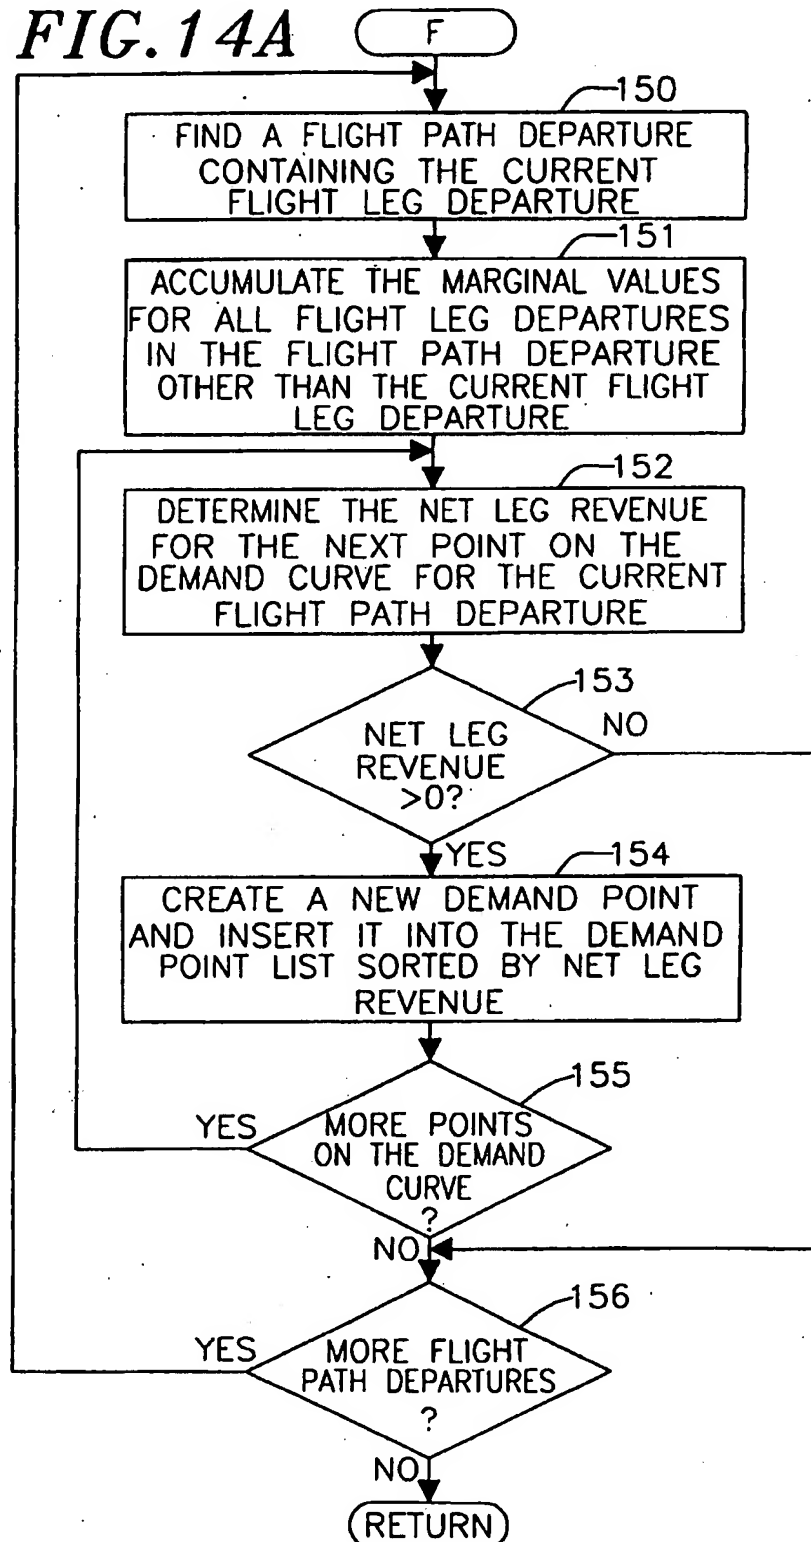 FIG.14A
F
150
FIND A FLIGHT PATH DEPARTURE
CONTAINING THE CURRENT
FLIGHT LEG DEPARTURE
151
ACCUMULATE THE MARGINAL VALUES
FOR ALL FLIGHT LEG DEPARTURES
IN THE FLIGHT PATH DEPARTURE
OTHER THAN THE CURRENT FLIGHT
LEG DEPARTURE
152
DETERMINE THE NET LEG REVENUE
FOR THE NEXT POINT ON THE
DEMAND CURVE FOR THE CURRENT
FLIGHT PATH DEPARTURE
153
NET LEG
REVENUE
>0?
NO
YES
154
CREATE A NEW DEMAND POINT
AND INSERT IT INTO THE DEMAND
POINT LIST SORTED BY NET LEG
REVENUE
155
YES
MORE POINTS
ON THE DEMAND
CURVE
?
NO
156
YES
MORE FLIGHT
PATH DEPARTURES
?
NO
RETURN